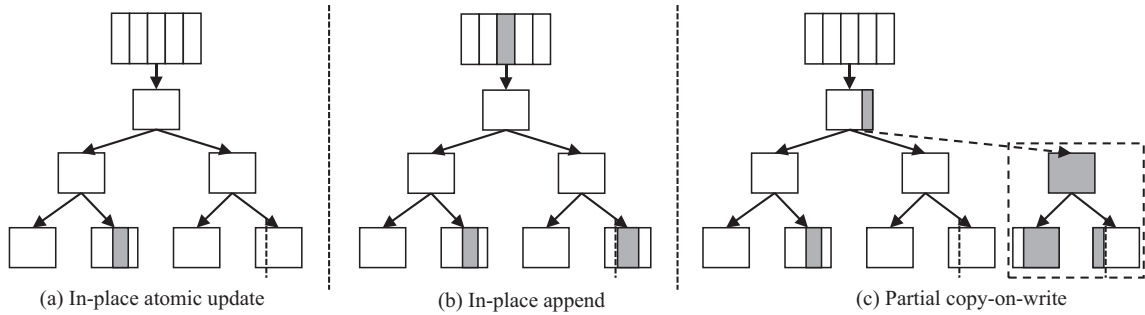 (a) In-place atomic update
(b) In-place append
(c) Partial copy-on-write